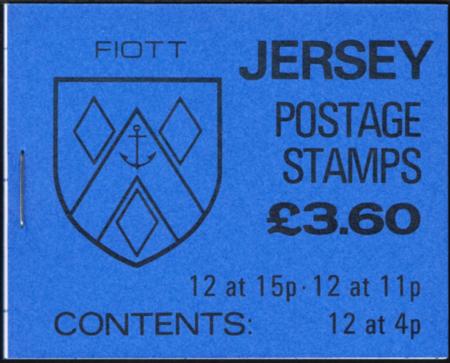 FIOTT
JERSEY
POSTAGE
STAMPS
£3.60
12 at 15p · 12 at 11p
CONTENTS: 12 at 4p